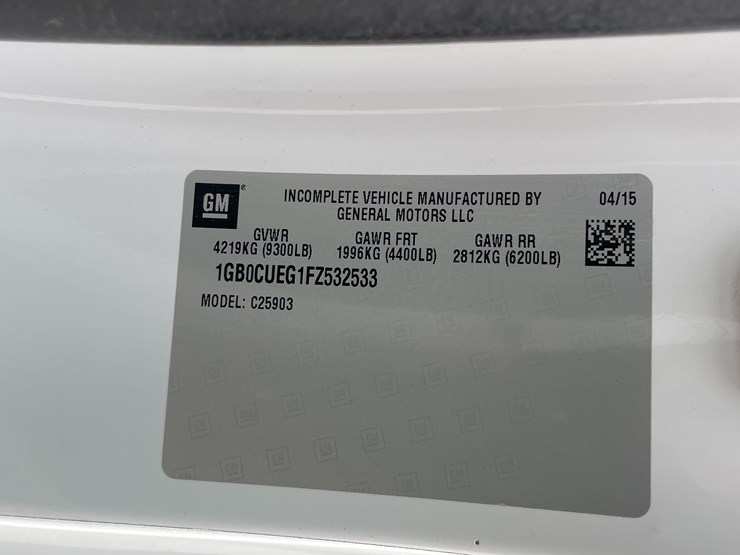 GM®
INCOMPLETE VEHICLE MANUFACTURED BY
GENERAL MOTORS LLC
04/15
GVWR
4219KG (9300LB)
GAWR FRT
1996KG (4400LB)
GAWR RR
2812KG (6200LB)
1GB0CUEG1FZ532533
MODEL: C25903